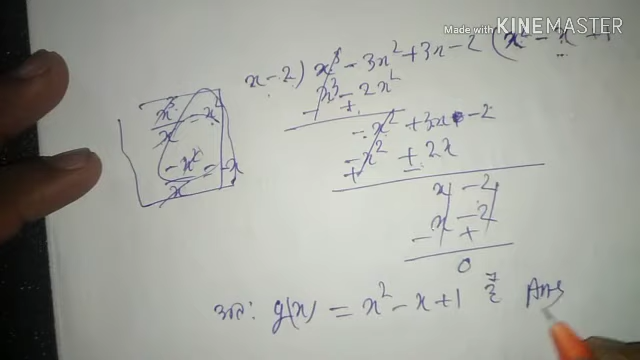 Made with KINEMASTER
x-2) x³ - 3x² + 3x - 2 (x² - x + 1
x³ - 2x²
- +
- x² + 3x - 2
- x² + 2x
+ -
x - 2
x - 2
- +
0
x³/x = x²
-x²/x = -x
अतः g(x) = x² - x + 1 है Ans